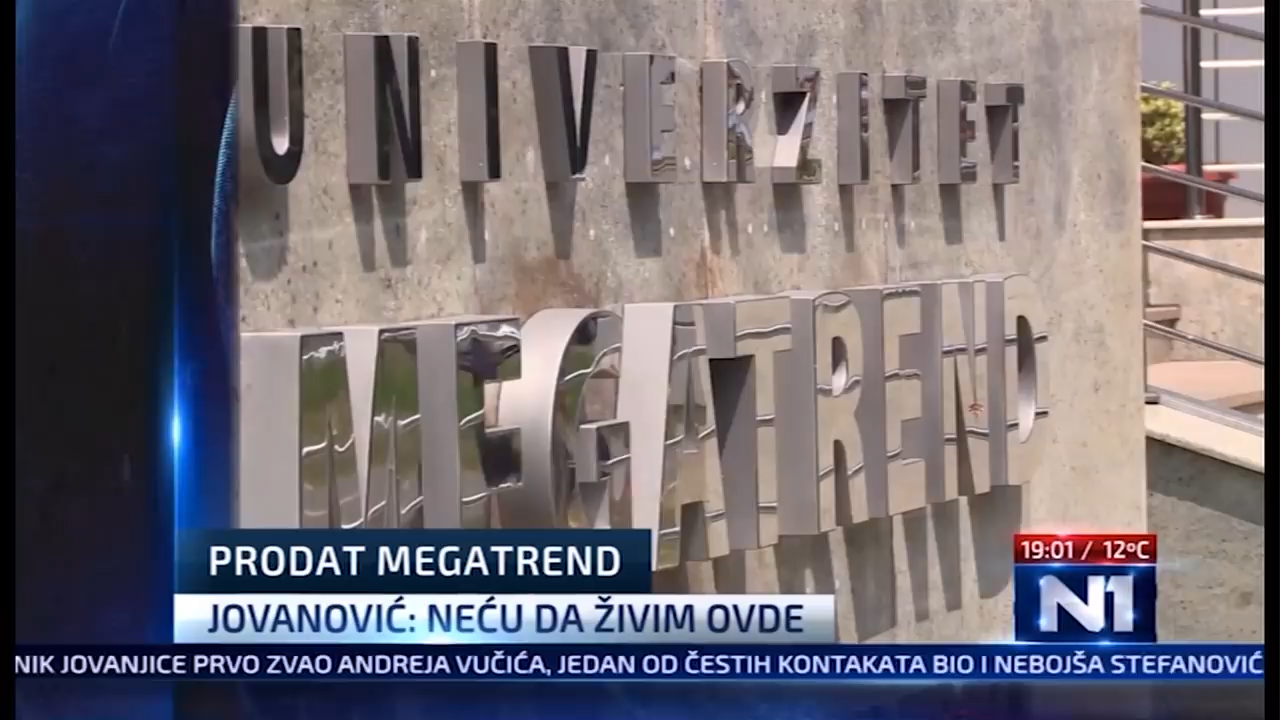 UNIVERZITET
MEGATREND
PRODAT MEGATREND
JOVANOVIĆ: NEĆU DA ŽIVIM OVDE
19:01 / 12ºC
N1
NIK JOVANJICE PRVO ZVAO ANDREJA VUČIĆA, JEDAN OD ČESTIH KONTAKATA BIO I NEBOJŠA STEFANOVIĆ